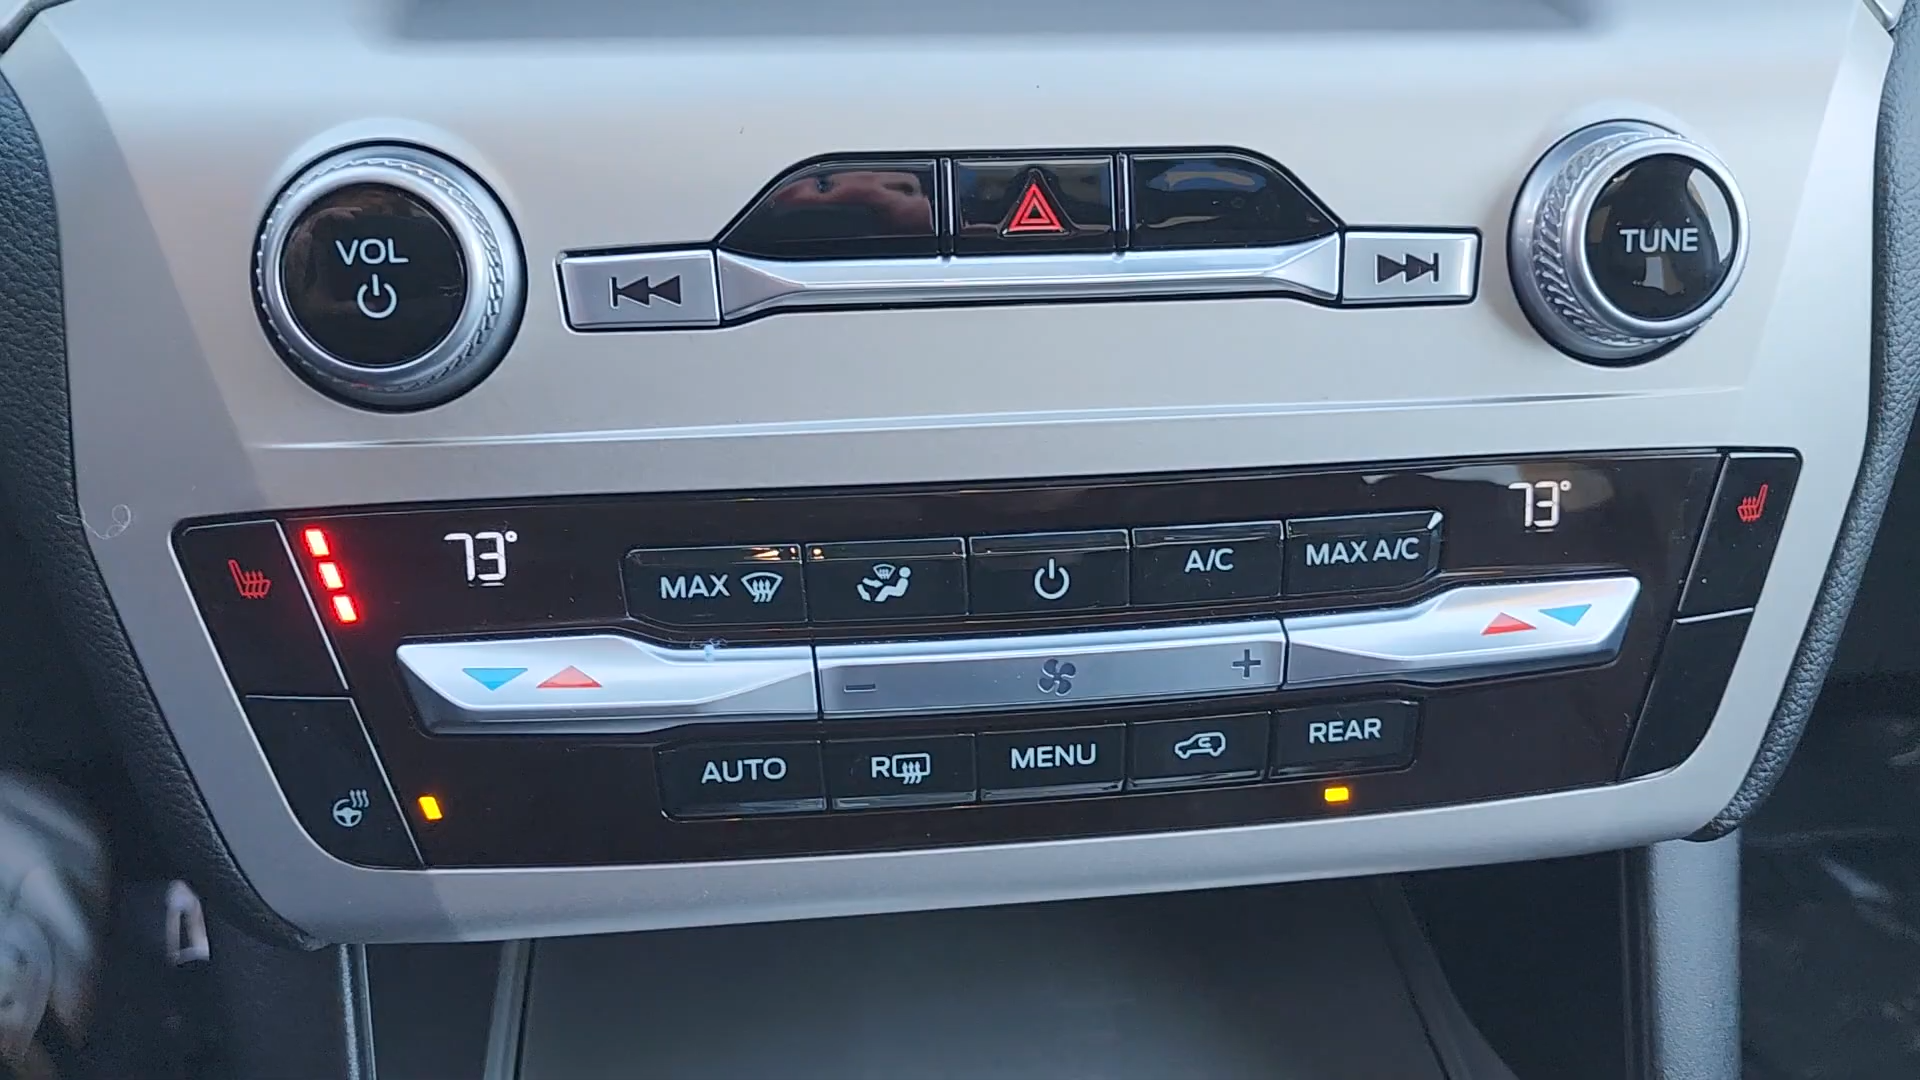 VOL
TUNE
73°
73°
MAX
A/C
MAX A/C
− +
AUTO
R
MENU
REAR